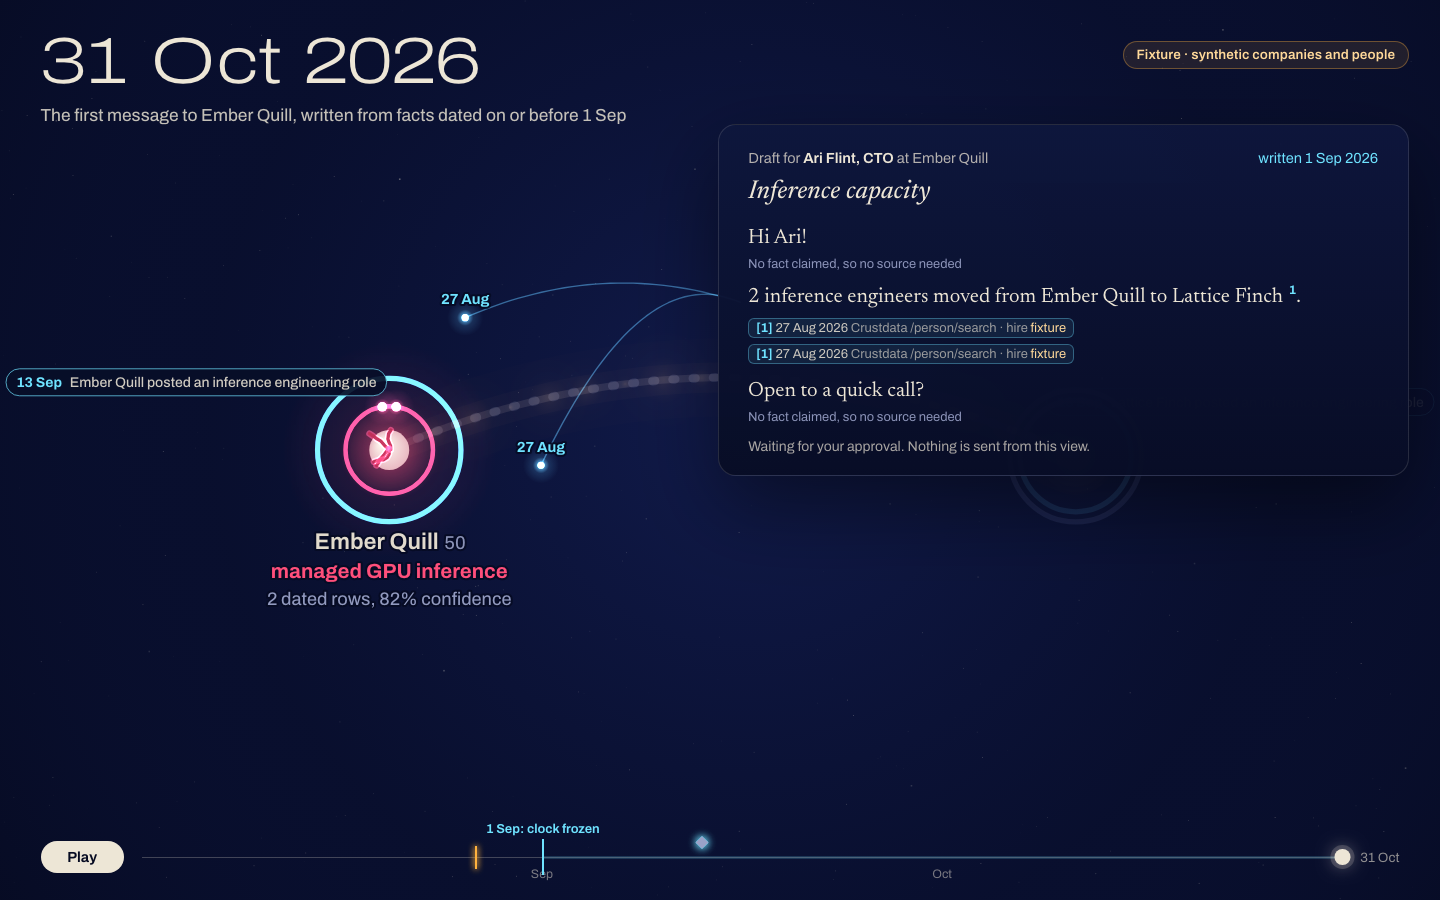 31 Oct 2026
Fixture · synthetic companies and people
The first message to Ember Quill, written from facts dated on or before 1 Sep
Draft for Ari Flint, CTO at Ember Quill
written 1 Sep 2026
Inference capacity
Hi Ari!
No fact claimed, so no source needed
2 inference engineers moved from Ember Quill to Lattice Finch 1.
[1] 27 Aug 2026 Crustdata /person/search · hire fixture
[1] 27 Aug 2026 Crustdata /person/search · hire fixture
Open to a quick call?
No fact claimed, so no source needed
Waiting for your approval. Nothing is sent from this view.
27 Aug
13 Sep Ember Quill posted an inference engineering role
27 Aug
Ember Quill 50
managed GPU inference
2 dated rows, 82% confidence
1 Sep: clock frozen
Play
31 Oct
Sep
Oct